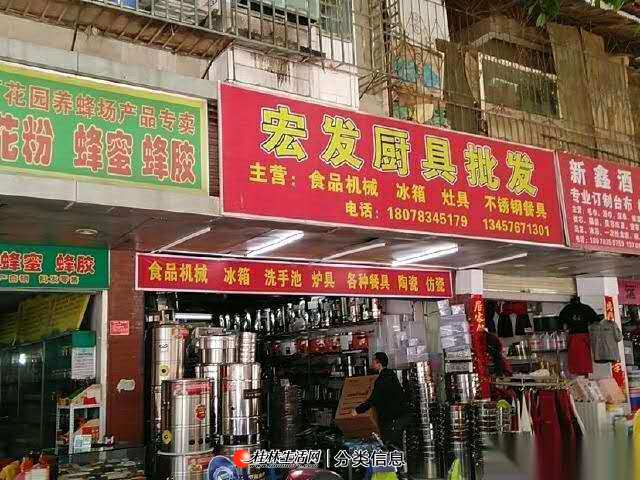 花园养蜂场产品专卖
花粉 蜂蜜 蜂胶
宏发厨具批发
主营：食品机械 冰箱 灶具 不锈钢餐具
电话：18078345179 13457671301
新鑫酒
专业订制台布
蜂蜜 蜂胶
食品机械 冰箱 洗手池 炉具 各种餐具 陶瓷 仿瓷
桂林生活网 分类信息